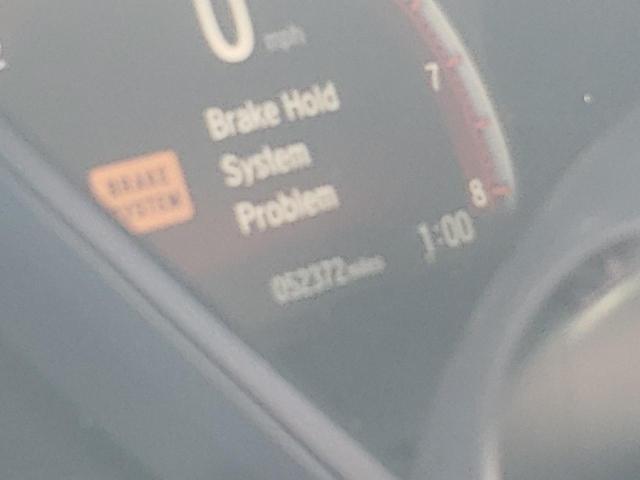 0 mph
7
Brake Hold
System
Problem
BRAKE
SYSTEM
8
1:00
052372 miles